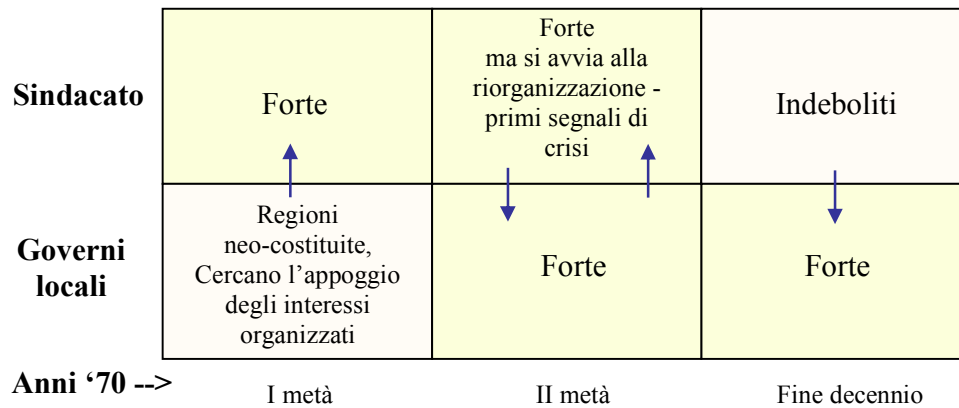 Sindacato
Forte
Forte
ma si avvia alla
riorganizzazione -
primi segnali di
crisi
Indeboliti
Governi
locali
Regioni
neo-costituite,
Cercano l’appoggio
degli interessi
organizzati
Forte
Forte
Anni ‘70 -->
I metà
II metà
Fine decennio